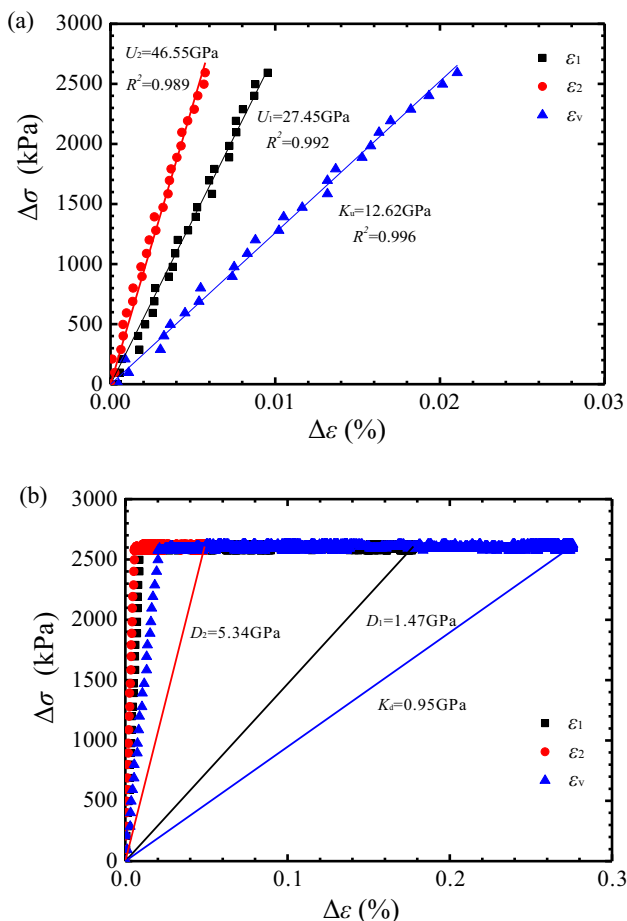 (a)
3000
2500
2000
1500
1000
500
0
Δσ (kPa)
U₂=46.55GPa
R²=0.989
U₁=27.45GPa
R²=0.992
Kᵤ=12.62GPa
R²=0.996
ε₁
ε₂
εᵥ
0.00 0.01 0.02 0.03
Δε (%)
(b)
3000
2500
2000
1500
1000
500
0
Δσ (kPa)
D₂=5.34GPa
D₁=1.47GPa
K_d=0.95GPa
ε₁
ε₂
εᵥ
0.0 0.1 0.2 0.3
Δε (%)